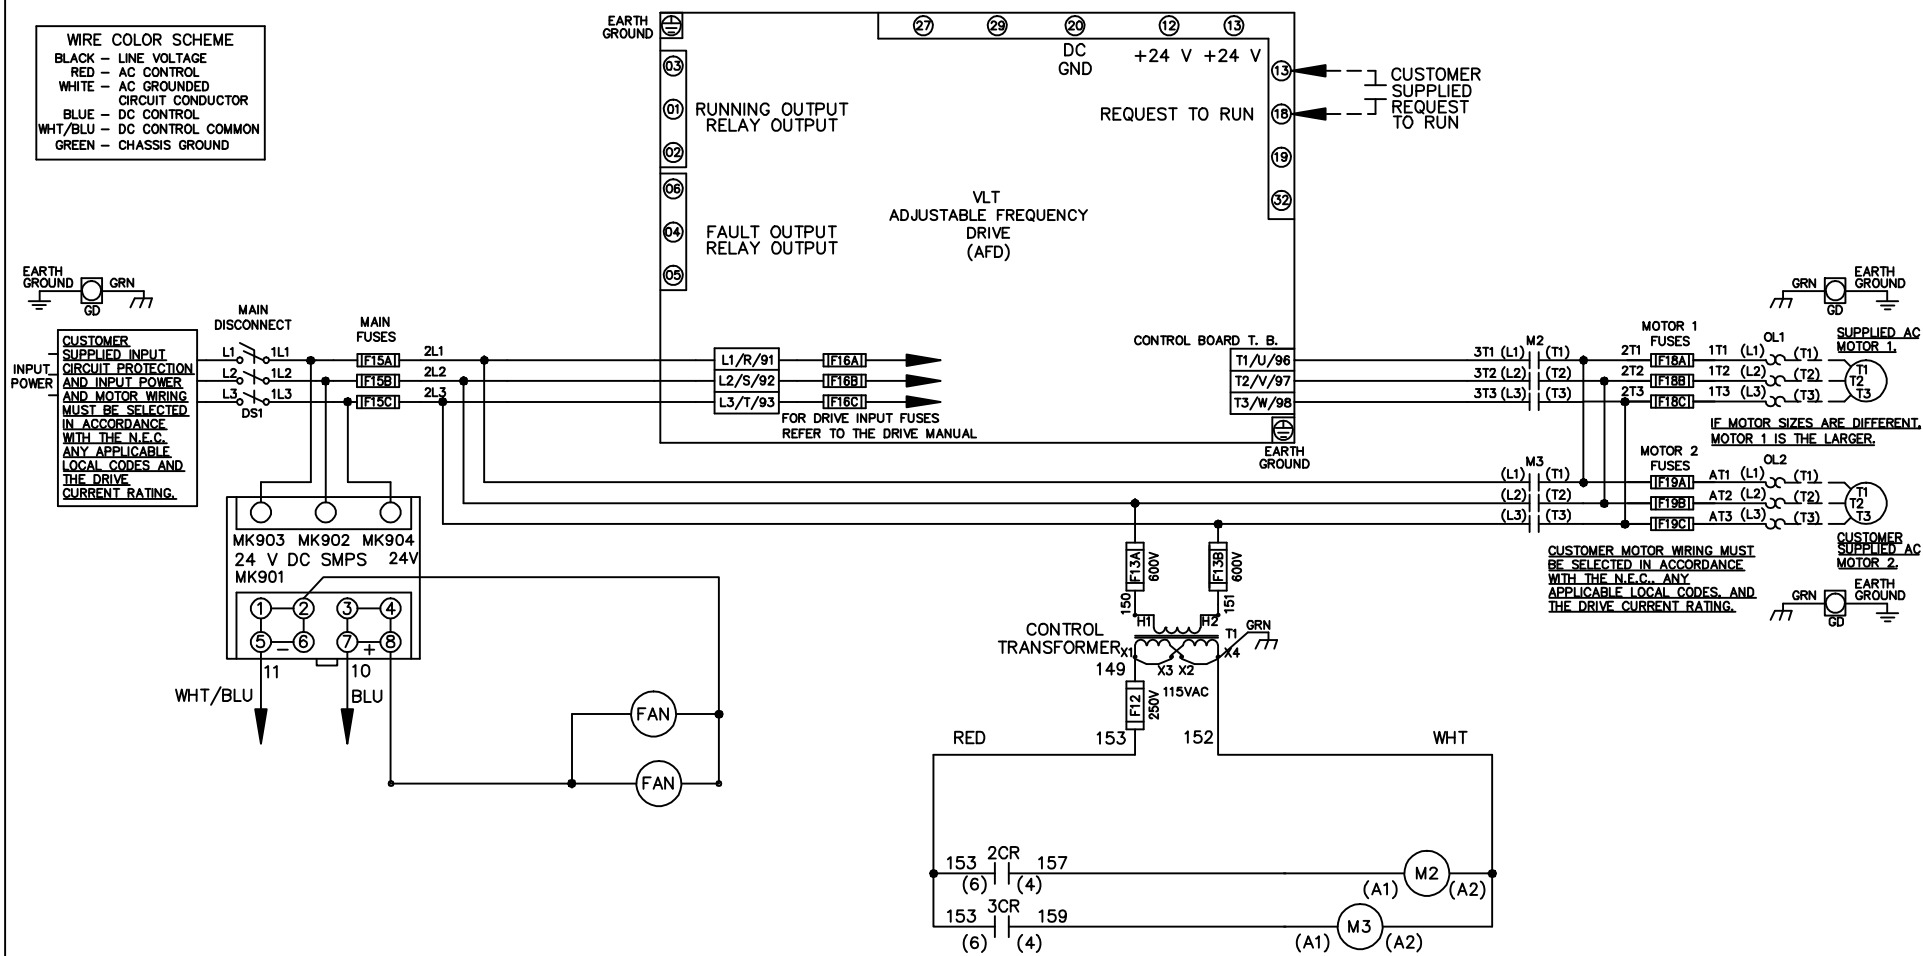 WIRE COLOR SCHEME
BLACK – LINE VOLTAGE
RED – AC CONTROL
WHITE – AC GROUNDED
CIRCUIT CONDUCTOR
BLUE – DC CONTROL
WHT/BLU – DC CONTROL COMMON
GREEN – CHASSIS GROUND
EARTH
GROUND
27 29 20 12 13
DC
GND
+24 V +24 V
03
01
02
RUNNING OUTPUT
RELAY OUTPUT
06
04
05
FAULT OUTPUT
RELAY OUTPUT
13
REQUEST TO RUN 18
19
32
CUSTOMER
SUPPLIED
REQUEST
TO RUN
VLT
ADJUSTABLE FREQUENCY
DRIVE
(AFD)
EARTH
GROUND
GRN
GD
INPUT
POWER
CUSTOMER
SUPPLIED INPUT
CIRCUIT PROTECTION
AND INPUT POWER
AND MOTOR WIRING
MUST BE SELECTED
IN ACCORDANCE
WITH THE N.E.C.
ANY APPLICABLE
LOCAL CODES AND
THE DRIVE
CURRENT RATING.
MAIN
DISCONNECT
L1 1L1
L2 1L2
L3 1L3
DS1
MAIN
FUSES
F15A 2L1
F15B 2L2
F15C 2L3
L1/R/91 F16A
L2/S/92 F16B
L3/T/93 F16C
FOR DRIVE INPUT FUSES
REFER TO THE DRIVE MANUAL
CONTROL BOARD T. B.
T1/U/96
T2/V/97
T3/W/98
EARTH
GROUND
M2
3T1 (L1) (T1)
3T2 (L2) (T2)
3T3 (L3) (T3)
MOTOR 1
FUSES
2T1 F18A 1T1 (L1)
2T2 F18B 1T2 (L2)
2T3 F18C 1T3 (L3)
OL1
(T1)
(T2)
(T3)
T1
T2
T3
GRN
GD
EARTH
GROUND
SUPPLIED AC
MOTOR 1.
IF MOTOR SIZES ARE DIFFERENT,
MOTOR 1 IS THE LARGER.
M3
(L1) (T1)
(L2) (T2)
(L3) (T3)
MOTOR 2
FUSES
F19A AT1 (L1)
F19B AT2 (L2)
F19C AT3 (L3)
OL2
(T1)
(T2)
(T3)
T1
T2
T3
CUSTOMER
SUPPLIED AC
MOTOR 2.
CUSTOMER MOTOR WIRING MUST
BE SELECTED IN ACCORDANCE
WITH THE N.E.C., ANY
APPLICABLE LOCAL CODES, AND
THE DRIVE CURRENT RATING.
GRN
GD
EARTH
GROUND
MK903 MK902 MK904
24 V DC SMPS 24V
MK901
1 2 3 4
5 – 6 7 + 8
11 10
WHT/BLU BLU
FAN
FAN
F13A
600V
F13B
600V
150 151
H1 H2
CONTROL
TRANSFORMER
T1 GRN
X1 X3 X2 X4
149
115VAC
F12
250V
RED 153 152 WHT
153 2CR 157
(6) (4)
(A1) M2 (A2)
153 3CR 159
(6) (4)
(A1) M3 (A2)